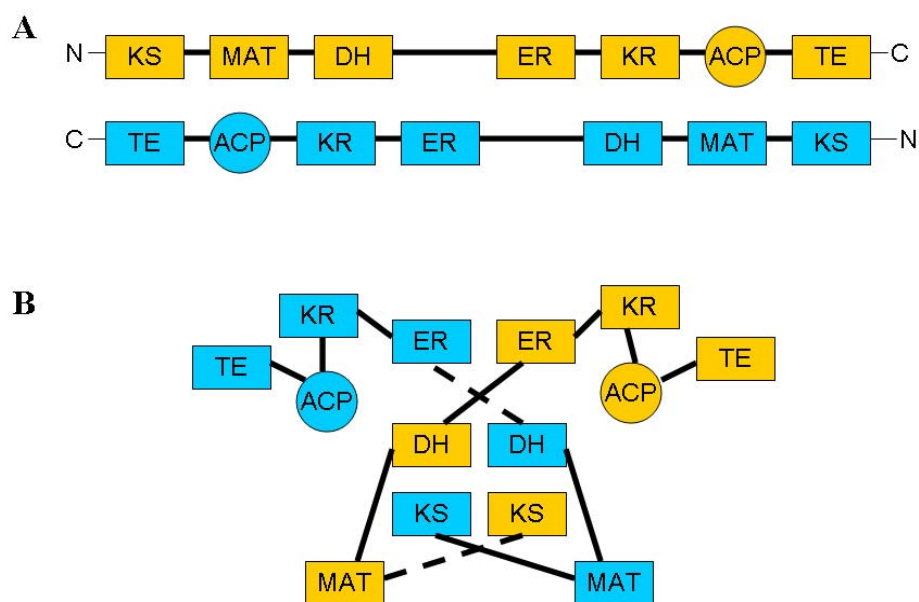 A
N KS MAT DH ER KR ACP TE C
C TE ACP KR ER DH MAT KS N
B
KR ER ER KR
TE ACP ACP TE
DH DH
KS KS
MAT MAT